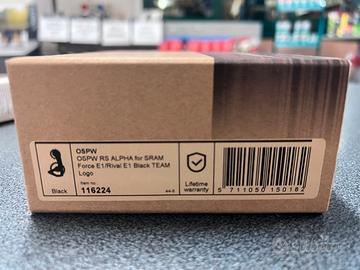 OSPW
OSPW RS ALPHA for SRAM
Force E1/Rival E1 Black TEAM
Logo
Item no
116224
Black
Lifetime
warranty
5 711050 150182